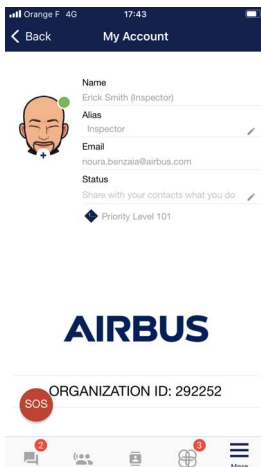 Orange F 4G 17:43
Back My Account
Name
Erick Smith (Inspector)
Alias
Inspector
Email
noura.benzaia@airbus.com
Status
Share with your contacts what you do
Priority Level 101
AIRBUS
ORGANIZATION ID: 292252
SOS
2 3
More